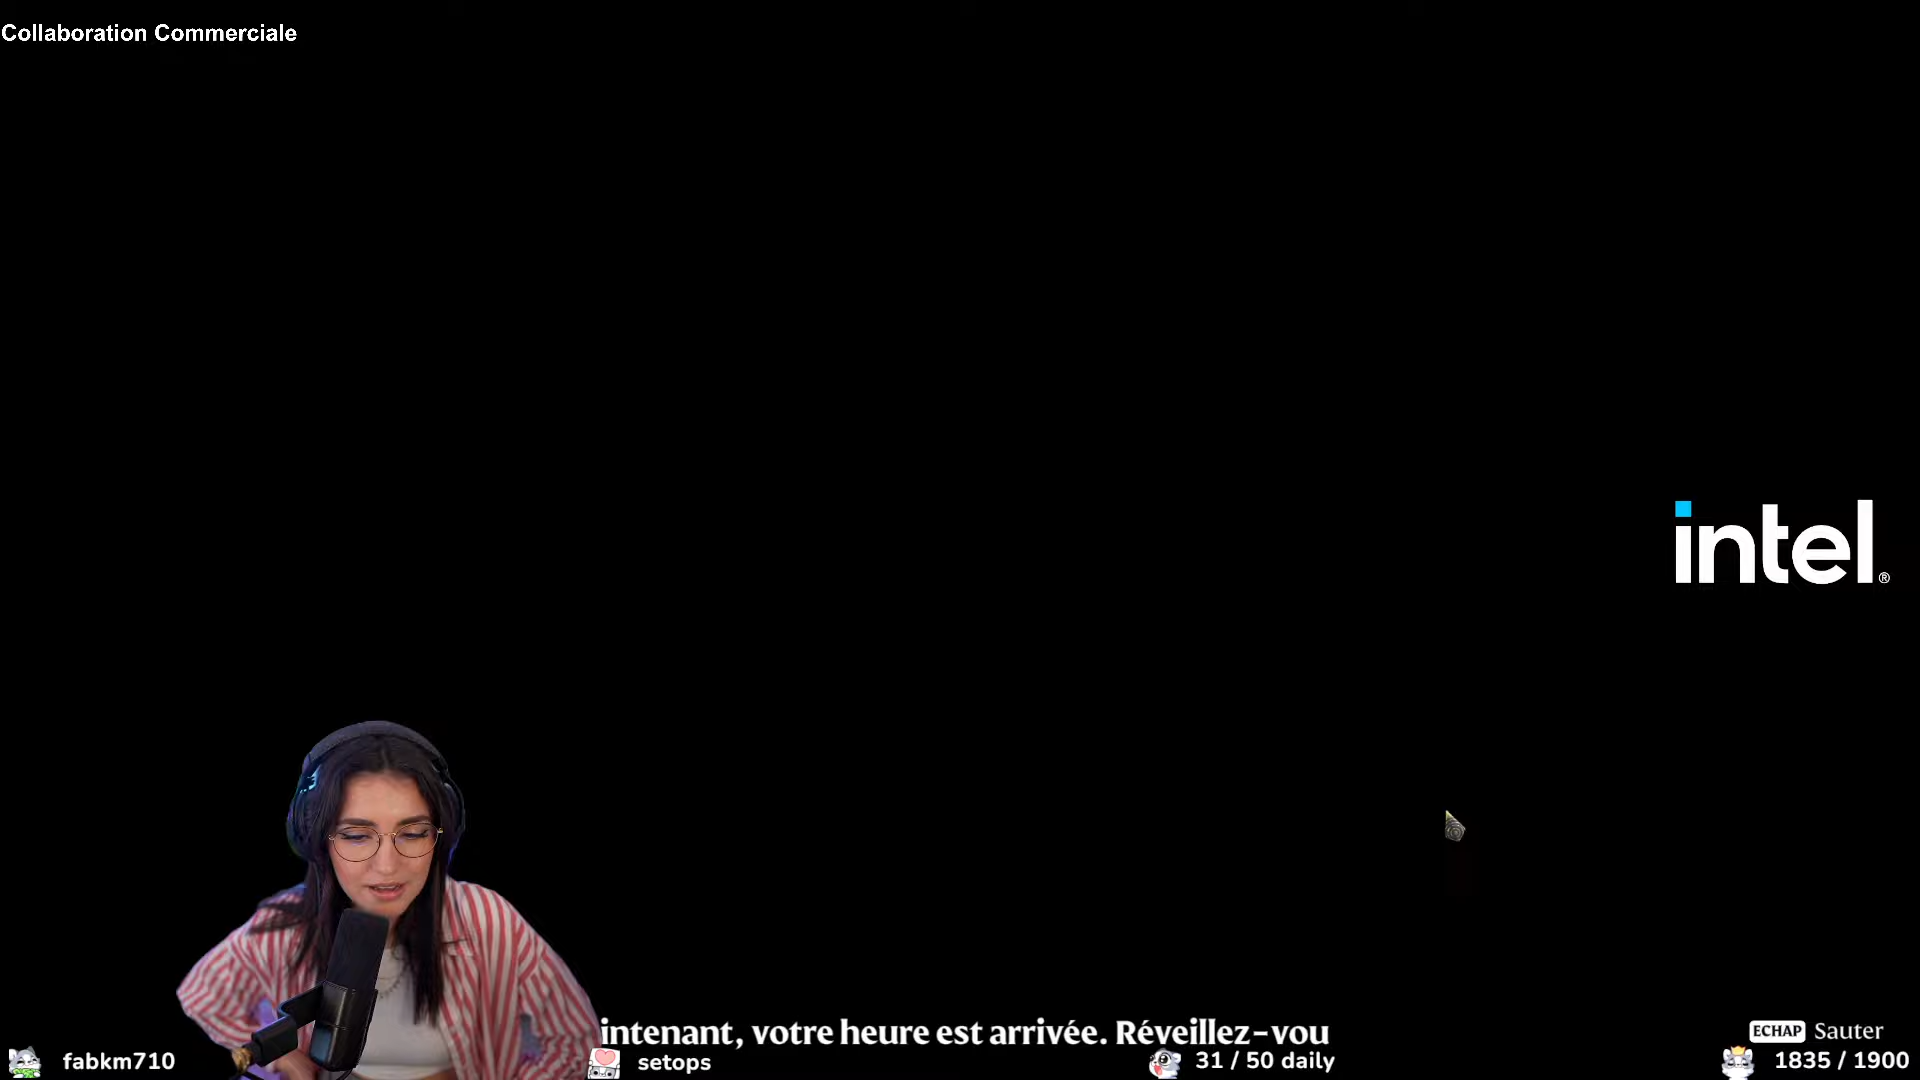 Collaboration Commerciale
intel®
intenant, votre heure est arrivée. Réveillez-vou
ECHAP Sauter
fabkm710
setops
31 / 50 daily
1835 / 1900